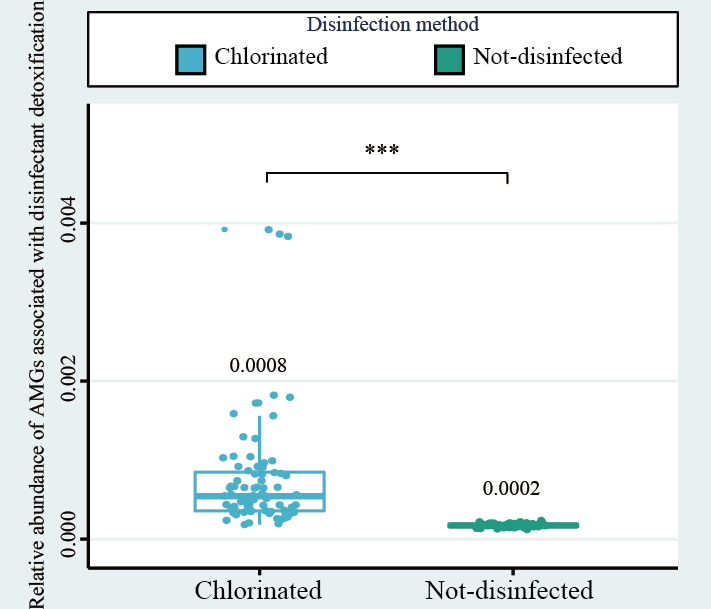 Disinfection method
Chlorinated
Not-disinfected
Relative abundance of AMGs associated with disinfectant detoxification
***
0.004
0.0008
0.002
0.0002
0.000
Chlorinated
Not-disinfected